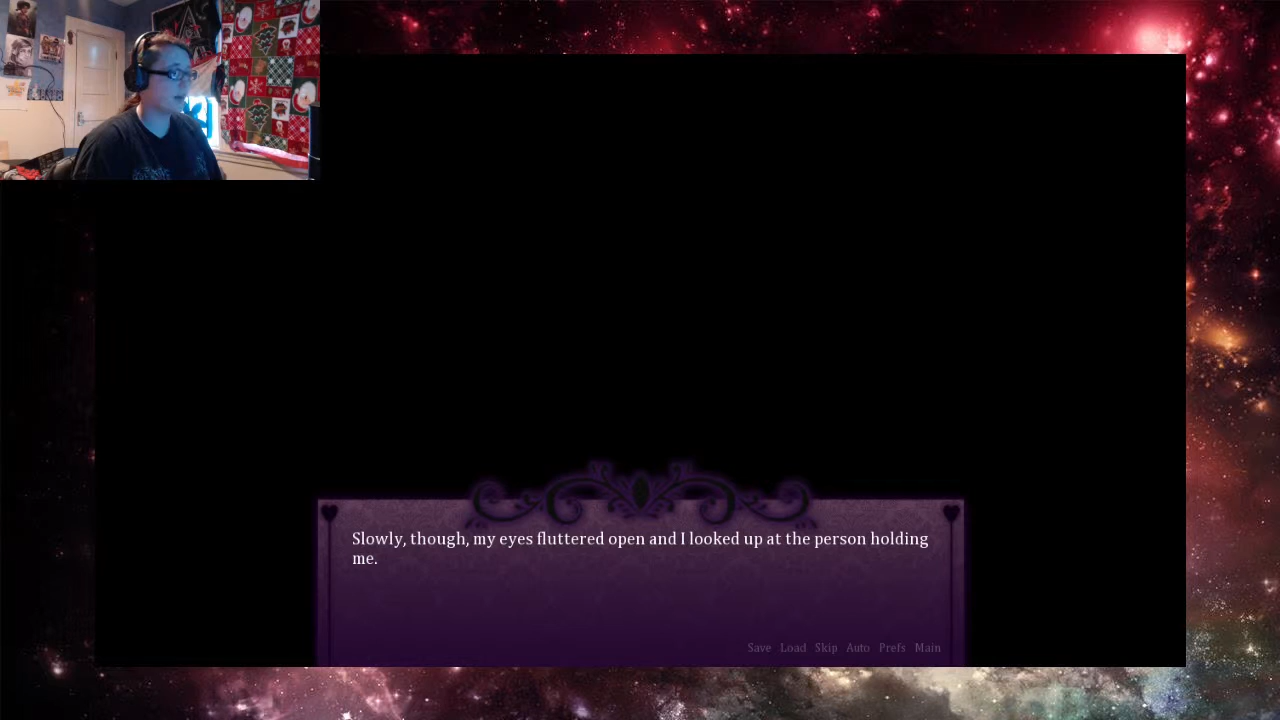 Slowly, though, my eyes fluttered open and I looked up at the person holding
me.
Save Load Skip Auto Prefs Main